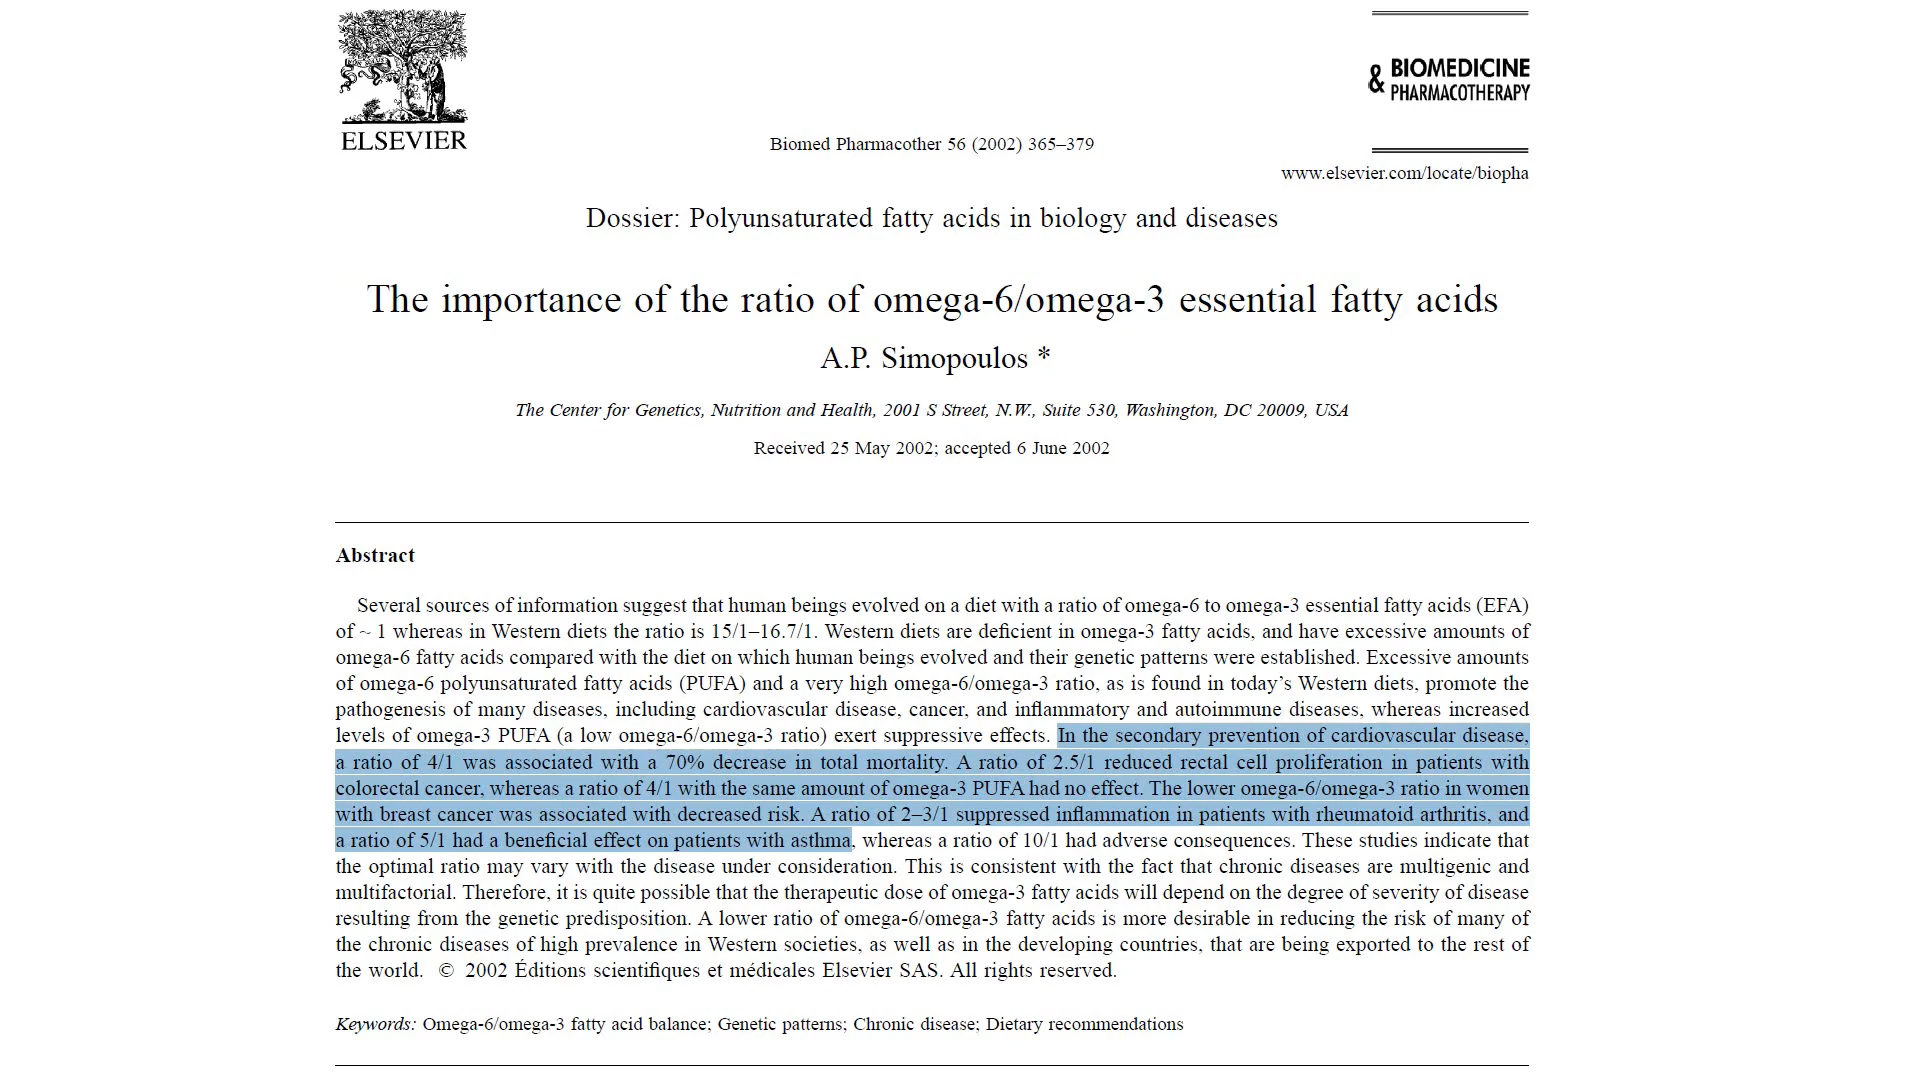 ELSEVIER
& BIOMEDICINE
PHARMACOTHERAPY
Biomed Pharmacother 56 (2002) 365–379
www.elsevier.com/locate/biopha
Dossier: Polyunsaturated fatty acids in biology and diseases
The importance of the ratio of omega-6/omega-3 essential fatty acids
A.P. Simopoulos *
The Center for Genetics, Nutrition and Health, 2001 S Street, N.W., Suite 530, Washington, DC 20009, USA
Received 25 May 2002; accepted 6 June 2002
Abstract
Several sources of information suggest that human beings evolved on a diet with a ratio of omega-6 to omega-3 essential fatty acids (EFA)
of ~ 1 whereas in Western diets the ratio is 15/1–16.7/1. Western diets are deficient in omega-3 fatty acids, and have excessive amounts of
omega-6 fatty acids compared with the diet on which human beings evolved and their genetic patterns were established. Excessive amounts
of omega-6 polyunsaturated fatty acids (PUFA) and a very high omega-6/omega-3 ratio, as is found in today's Western diets, promote the
pathogenesis of many diseases, including cardiovascular disease, cancer, and inflammatory and autoimmune diseases, whereas increased
levels of omega-3 PUFA (a low omega-6/omega-3 ratio) exert suppressive effects. In the secondary prevention of cardiovascular disease,
a ratio of 4/1 was associated with a 70% decrease in total mortality. A ratio of 2.5/1 reduced rectal cell proliferation in patients with
colorectal cancer, whereas a ratio of 4/1 with the same amount of omega-3 PUFA had no effect. The lower omega-6/omega-3 ratio in women
with breast cancer was associated with decreased risk. A ratio of 2–3/1 suppressed inflammation in patients with rheumatoid arthritis, and
a ratio of 5/1 had a beneficial effect on patients with asthma, whereas a ratio of 10/1 had adverse consequences. These studies indicate that
the optimal ratio may vary with the disease under consideration. This is consistent with the fact that chronic diseases are multigenic and
multifactorial. Therefore, it is quite possible that the therapeutic dose of omega-3 fatty acids will depend on the degree of severity of disease
resulting from the genetic predisposition. A lower ratio of omega-6/omega-3 fatty acids is more desirable in reducing the risk of many of
the chronic diseases of high prevalence in Western societies, as well as in the developing countries, that are being exported to the rest of
the world. © 2002 Éditions scientifiques et médicales Elsevier SAS. All rights reserved.
Keywords: Omega-6/omega-3 fatty acid balance; Genetic patterns; Chronic disease; Dietary recommendations